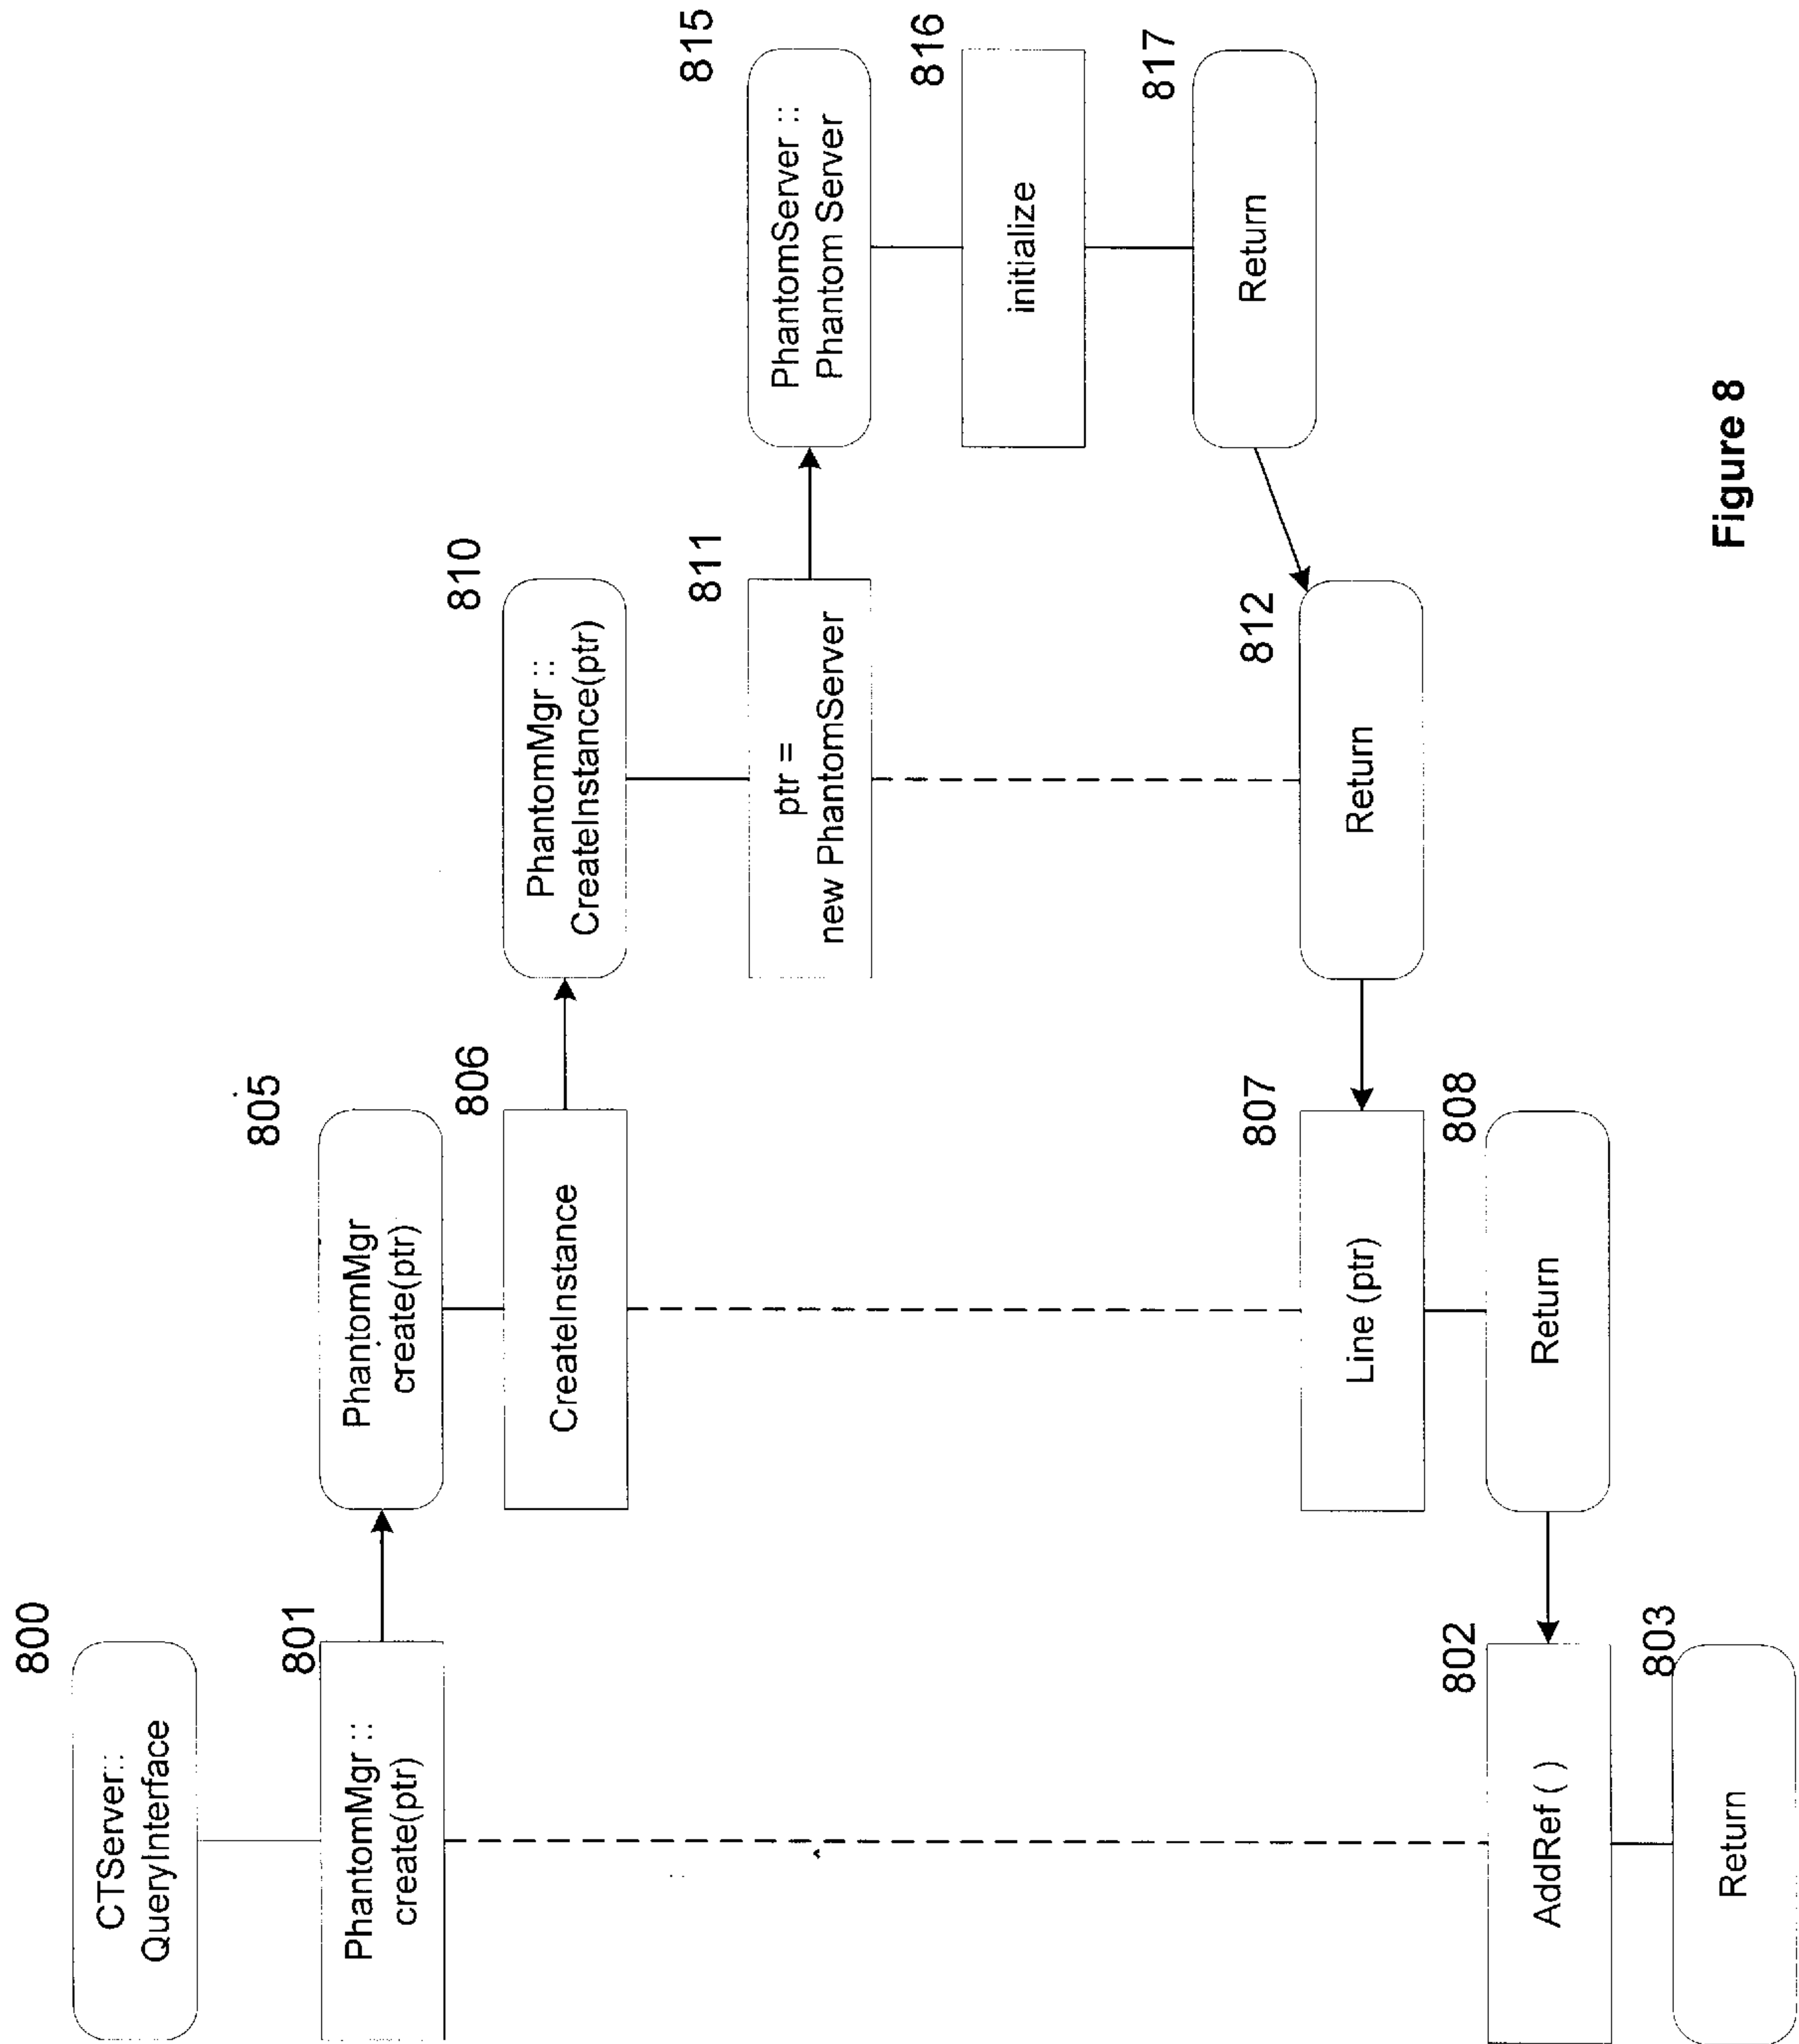 800
CTServer::
QueryInterface
801
PhantomMgr ::
create(ptr)
802
AddRef ( )
803
Return
805
PhantomMgr
create(ptr)
806
CreateInstance
807
Line (ptr)
808
Return
810
PhantomMgr ::
CreateInstance(ptr)
811
ptr =
new PhantomServer
812
Return
815
PhantomServer ::
Phantom Server
816
initialize
817
Return
Figure 8